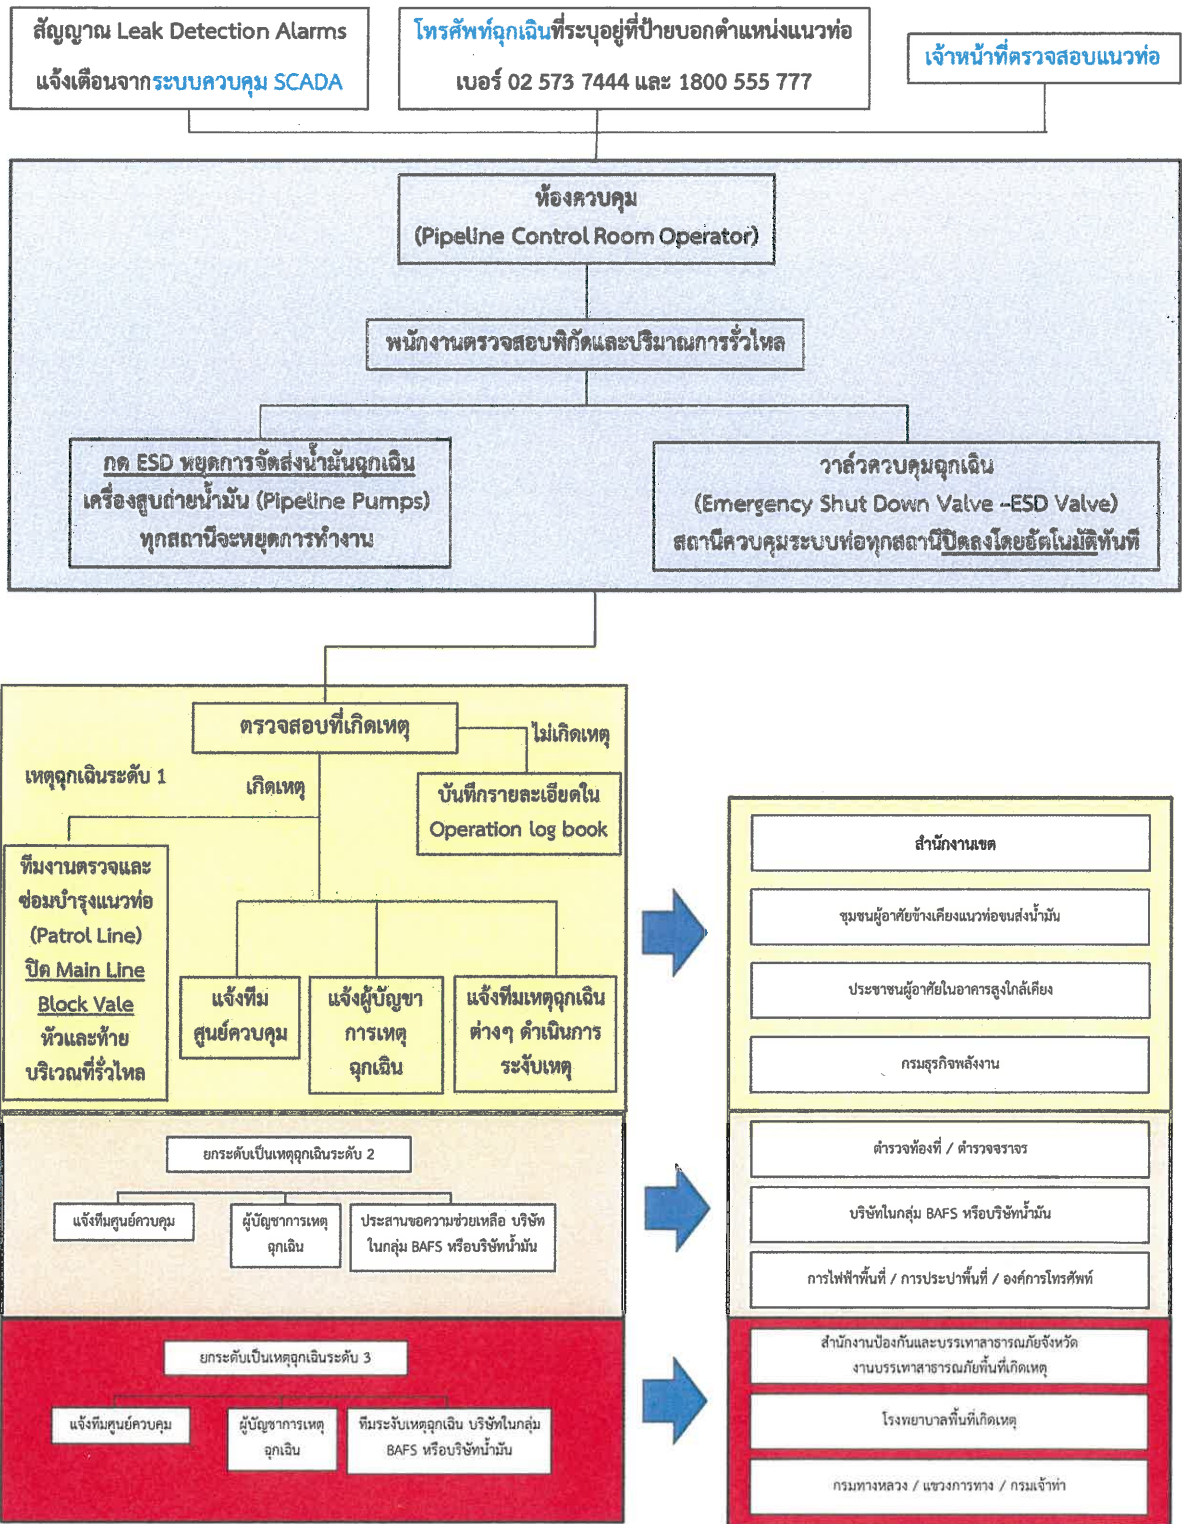 สัญญาณ Leak Detection Alarms
แจ้งเตือนจากระบบควบคุม SCADA
โทรศัพท์ฉุกเฉินที่ระบุอยู่ที่ป้ายบอกตำแหน่งแนวท่อ
เบอร์ 02 573 7444 และ 1800 555 777
เจ้าหน้าที่ตรวจสอบแนวท่อ
ห้องควบคุม
(Pipeline Control Room Operator)
พนักงานตรวจสอบพิกัดและปริมาณการรั่วไหล
กด ESD หยุดการจัดส่งน้ำมันฉุกเฉิน
เครื่องสูบถ่ายน้ำมัน (Pipeline Pumps)
ทุกสถานีจะหยุดการทำงาน
วาล์วควบคุมฉุกเฉิน
(Emergency Shut Down Valve –ESD Valve)
สถานีควบคุมระบบท่อทุกสถานีปิดลงโดยอัตโนมัติทันที
ตรวจสอบที่เกิดเหตุ
ไม่เกิดเหตุ
เหตุฉุกเฉินระดับ 1
เกิดเหตุ
บันทึกรายละเอียดใน
Operation log book
ทีมงานตรวจและ
ซ่อมบำรุงแนวท่อ
(Patrol Line)
ปิด Main Line
Block Vale
หัวและท้าย
บริเวณที่รั่วไหล
แจ้งทีม
ศูนย์ควบคุม
แจ้งผู้บัญชา
การเหตุ
ฉุกเฉิน
แจ้งทีมเหตุฉุกเฉิน
ต่างๆ ดำเนินการ
ระงับเหตุ
สำนักงานเขต
ชุมชนผู้อาศัยข้างเคียงแนวท่อขนส่งน้ำมัน
ประชาชนผู้อาศัยในอาคารสูงใกล้เคียง
กรมธุรกิจพลังงาน
ยกระดับเป็นเหตุฉุกเฉินระดับ 2
แจ้งทีมศูนย์ควบคุม
ผู้บัญชาการเหตุ
ฉุกเฉิน
ประสานขอความช่วยเหลือ บริษัท
ในกลุ่ม BAFS หรือบริษัทน้ำมัน
ตำรวจท้องที่ / ตำรวจจราจร
บริษัทในกลุ่ม BAFS หรือบริษัทน้ำมัน
การไฟฟ้าพื้นที่ / การประปาพื้นที่ / องค์การโทรศัพท์
ยกระดับเป็นเหตุฉุกเฉินระดับ 3
แจ้งทีมศูนย์ควบคุม
ผู้บัญชาการเหตุ
ฉุกเฉิน
ทีมระงับเหตุฉุกเฉิน บริษัทในกลุ่ม
BAFS หรือบริษัทน้ำมัน
สำนักงานป้องกันและบรรเทาสาธารณภัยจังหวัด
งานบรรเทาสาธารณภัยพื้นที่เกิดเหตุ
โรงพยาบาลพื้นที่เกิดเหตุ
กรมทางหลวง / แขวงการทาง / กรมเจ้าท่า